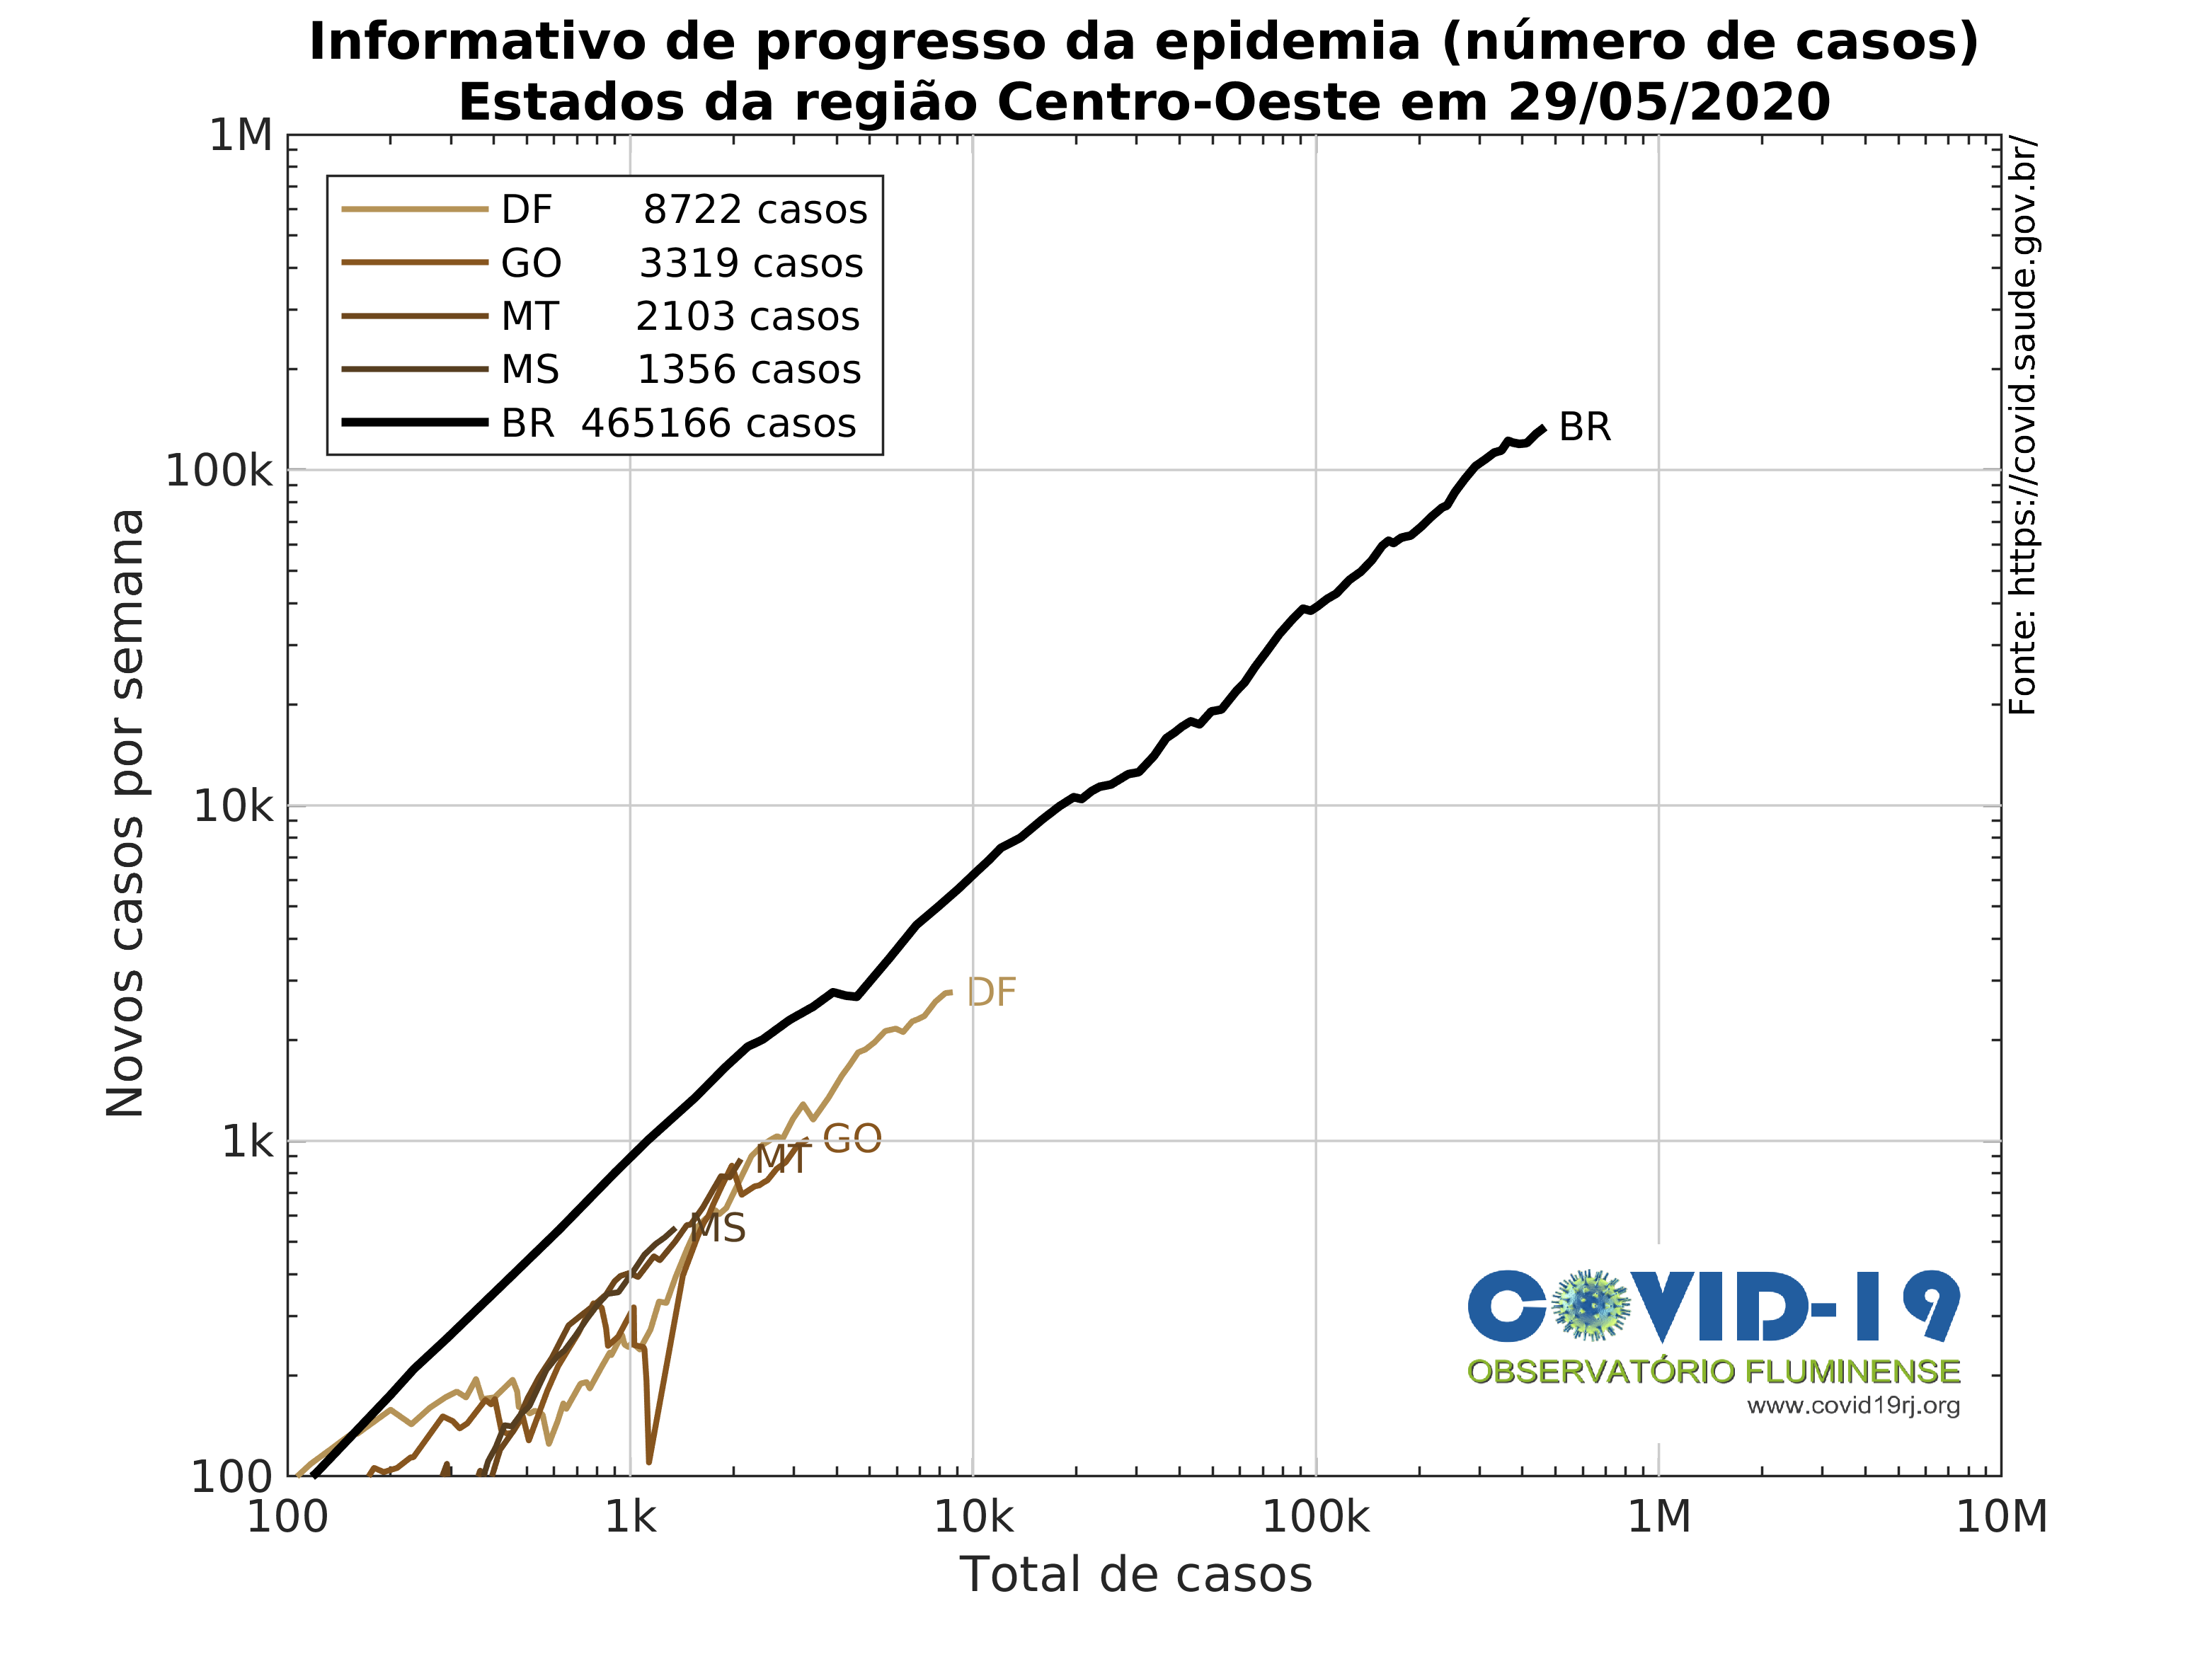 Informativo de progresso da epidemia (número de casos)
Estados da região Centro-Oeste em 29/05/2020
1M
100k
10k
1k
100
Novos casos por semana
DF 8722 casos
GO 3319 casos
MT 2103 casos
MS 1356 casos
BR 465166 casos
BR
DF
GO
MT
MS
Fonte: https://covid.saude.gov.br/
COVID-19
OBSERVATÓRIO FLUMINENSE
www.covid19rj.org
100
1k
10k
100k
1M
10M
Total de casos